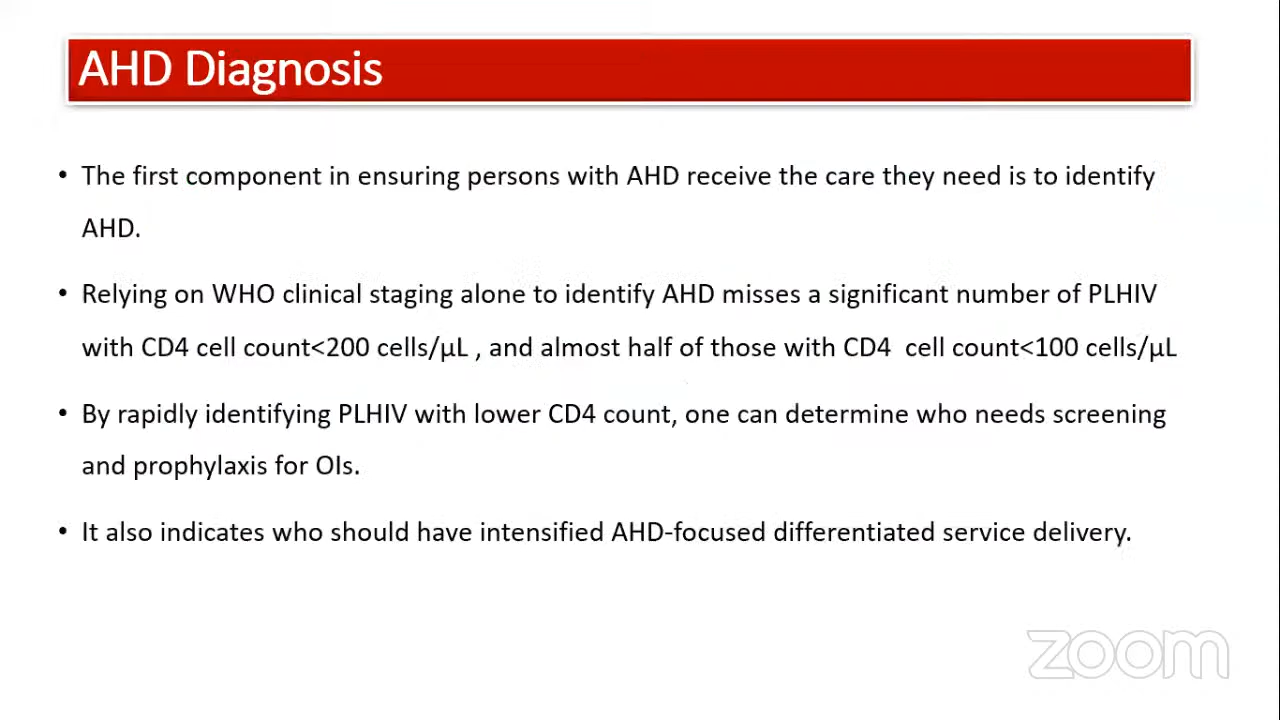 AHD Diagnosis
• The first component in ensuring persons with AHD receive the care they need is to identify
AHD.
• Relying on WHO clinical staging alone to identify AHD misses a significant number of PLHIV
with CD4 cell count<200 cells/µL , and almost half of those with CD4  cell count<100 cells/µL
• By rapidly identifying PLHIV with lower CD4 count, one can determine who needs screening
and prophylaxis for OIs.
• It also indicates who should have intensified AHD-focused differentiated service delivery.
zoom